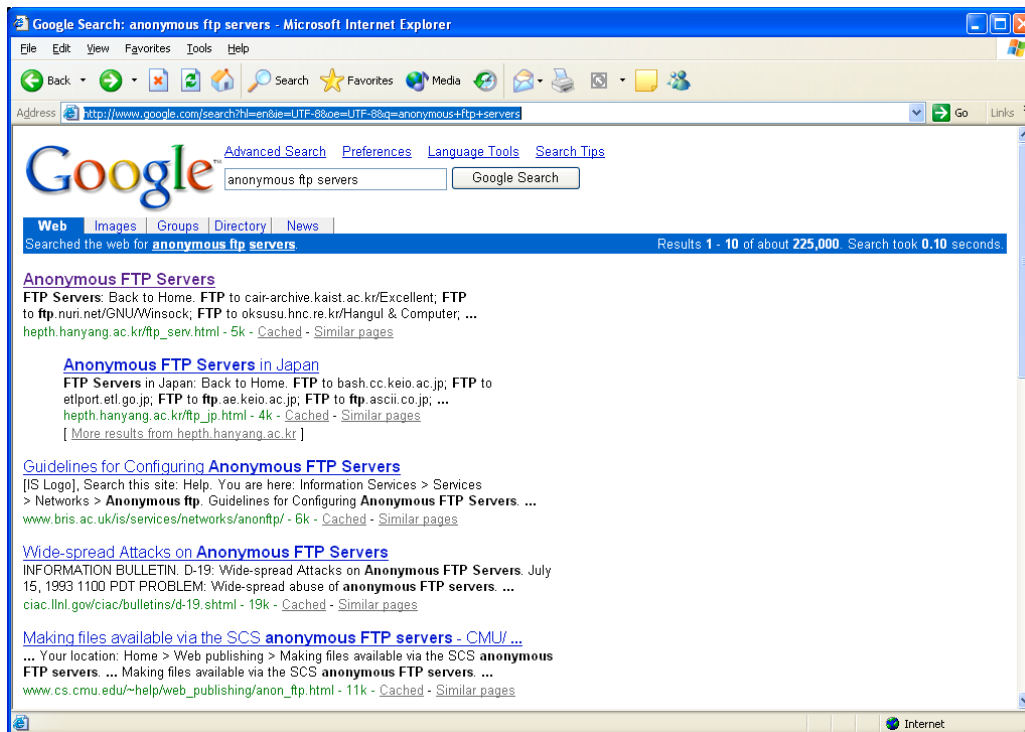 Google Search: anonymous ftp servers - Microsoft Internet Explorer
File Edit View Favorites Tools Help
Back Search Favorites Media
Address http://www.google.com/search?hl=en&ie=UTF-8&oe=UTF-8&q=anonymous+ftp+servers Go Links
Google™ Advanced Search Preferences Language Tools Search Tips
anonymous ftp servers Google Search
Web Images Groups Directory News
Searched the web for anonymous ftp servers. Results 1 - 10 of about 225,000. Search took 0.10 seconds.
Anonymous FTP Servers
FTP Servers: Back to Home. FTP to cair-archive.kaist.ac.kr/Excellent; FTP
to ftp.nuri.net/GNU/Winsock; FTP to oksusu.hnc.re.kr/Hangul & Computer; ...
hepth.hanyang.ac.kr/ftp_serv.html - 5k - Cached - Similar pages
Anonymous FTP Servers in Japan
FTP Servers in Japan: Back to Home. FTP to bash.cc.keio.ac.jp; FTP to
etlport.etl.go.jp; FTP to ftp.ae.keio.ac.jp; FTP to ftp.ascii.co.jp; ...
hepth.hanyang.ac.kr/ftp_jp.html - 4k - Cached - Similar pages
[ More results from hepth.hanyang.ac.kr ]
Guidelines for Configuring Anonymous FTP Servers
[IS Logo], Search this site: Help. You are here: Information Services > Services
> Networks > Anonymous ftp. Guidelines for Configuring Anonymous FTP Servers. ...
www.bris.ac.uk/is/services/networks/anonftp/ - 6k - Cached - Similar pages
Wide-spread Attacks on Anonymous FTP Servers
INFORMATION BULLETIN. D-19: Wide-spread Attacks on Anonymous FTP Servers. July
15, 1993 1100 PDT PROBLEM: Wide-spread abuse of anonymous FTP servers. ...
ciac.llnl.gov/ciac/bulletins/d-19.shtml - 19k - Cached - Similar pages
Making files available via the SCS anonymous FTP servers - CMU/ ...
... Your location: Home > Web publishing > Making files available via the SCS anonymous
FTP servers. ... Making files available via the SCS anonymous FTP servers. ...
www.cs.cmu.edu/~help/web_publishing/anon_ftp.html - 11k - Cached - Similar pages
Internet